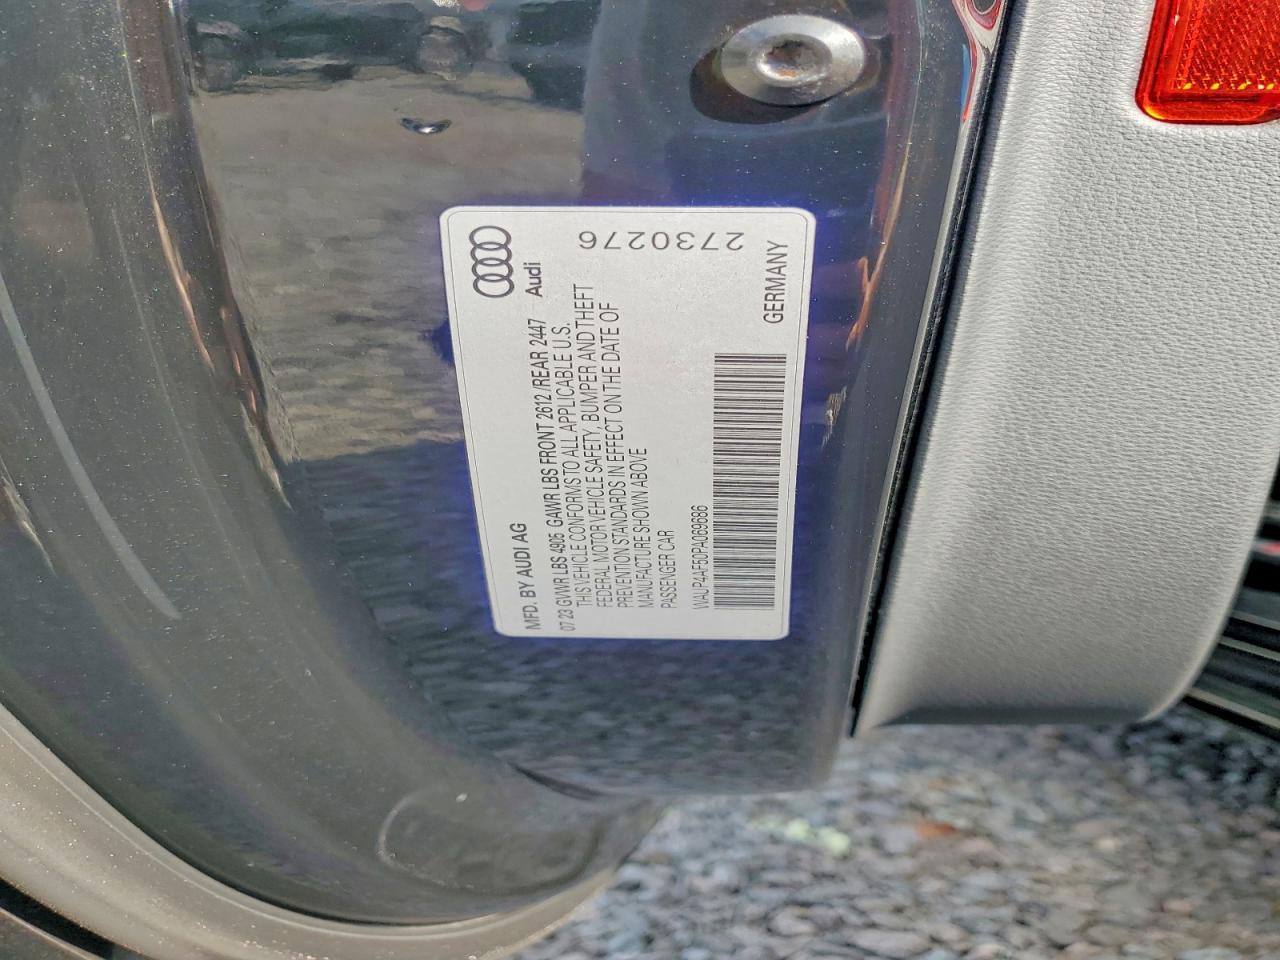 Audi
MFD. BY AUDI AG
07 23 GVWR LBS 4905 GAWR LBS FRONT 2612/REAR 2447
THIS VEHICLE CONFORMS TO ALL APPLICABLE U.S.
FEDERAL MOTOR VEHICLE SAFETY, BUMPER AND THEFT
PREVENTION STANDARDS IN EFFECT ON THE DATE OF
MANUFACTURE SHOWN ABOVE
PASSENGER CAR
WAUP4AF50PA069686
GERMANY
2730276